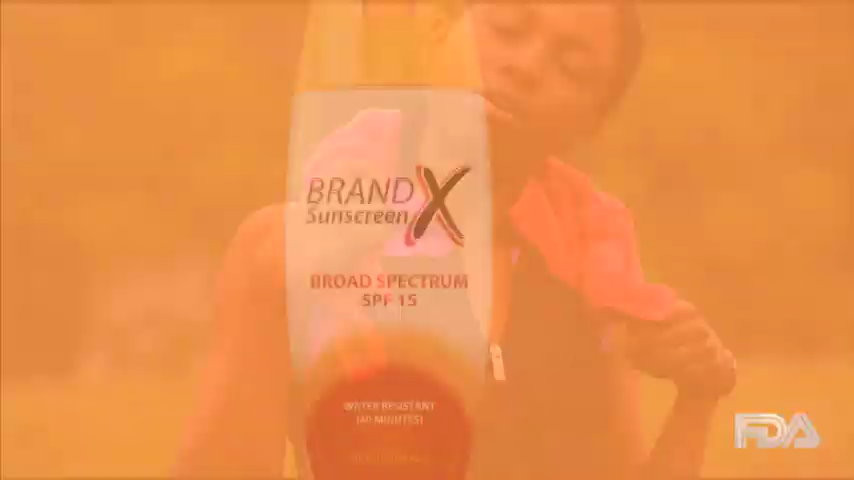 BRAND X
Sunscreen
BROAD SPECTRUM
SPF 15
WATER RESISTANT
(40 MINUTES)
FDA